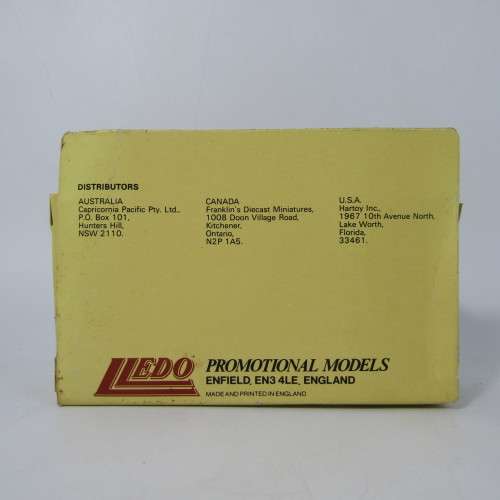 DISTRIBUTORS
AUSTRALIA
Capricornia Pacific Pty. Ltd.,
P.O. Box 101,
Hunters Hill,
NSW 2110.
CANADA
Franklin's Diecast Miniatures,
1008 Doon Village Road,
Kitchener,
Ontario,
N2P 1A5.
U.S.A.
Hartoy Inc.,
1967 10th Avenue North,
Lake Worth,
Florida,
33461.
LLEDO
PROMOTIONAL MODELS
ENFIELD, EN3 4LE, ENGLAND
MADE AND PRINTED IN ENGLAND